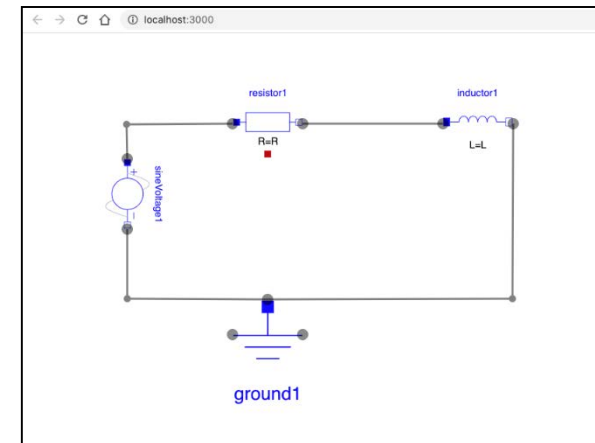 localhost:3000
resistor1
inductor1
R=R
L=L
+
sineVoltage1
−
ground1